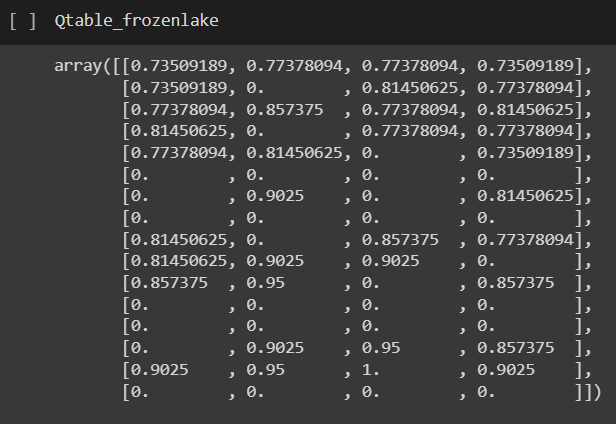 [ ] Qtable_frozenlake
array([[0.73509189, 0.77378094, 0.77378094, 0.73509189],
[0.73509189, 0. , 0.81450625, 0.77378094],
[0.77378094, 0.857375 , 0.77378094, 0.81450625],
[0.81450625, 0. , 0.77378094, 0.77378094],
[0.77378094, 0.81450625, 0. , 0.73509189],
[0. , 0. , 0. , 0. ],
[0. , 0.9025 , 0. , 0.81450625],
[0. , 0. , 0. , 0. ],
[0.81450625, 0. , 0.857375 , 0.77378094],
[0.81450625, 0.9025 , 0.9025 , 0. ],
[0.857375 , 0.95 , 0. , 0.857375 ],
[0. , 0. , 0. , 0. ],
[0. , 0. , 0. , 0. ],
[0. , 0.9025 , 0.95 , 0.857375 ],
[0.9025 , 0.95 , 1. , 0.9025 ],
[0. , 0. , 0. , 0. ]])